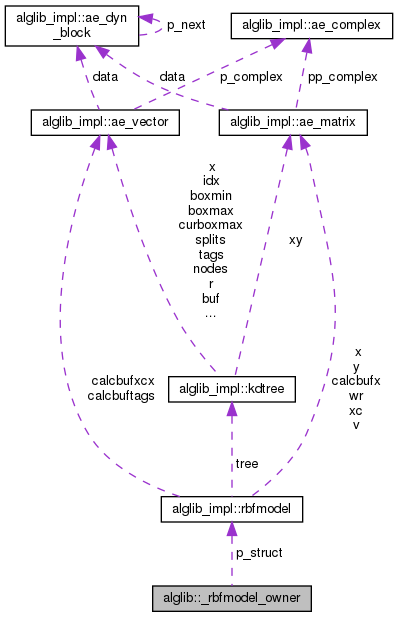 alglib_impl::ae_dyn
_block
p_next
alglib_impl::ae_complex
data
data
p_complex
pp_complex
alglib_impl::ae_vector
alglib_impl::ae_matrix
x
idx
boxmin
boxmax
curboxmax
splits
tags
nodes
r
buf
...
xy
calcbufxcx
calcbuftags
alglib_impl::kdtree
x
y
calcbufx
wr
xc
v
tree
alglib_impl::rbfmodel
p_struct
alglib::_rbfmodel_owner